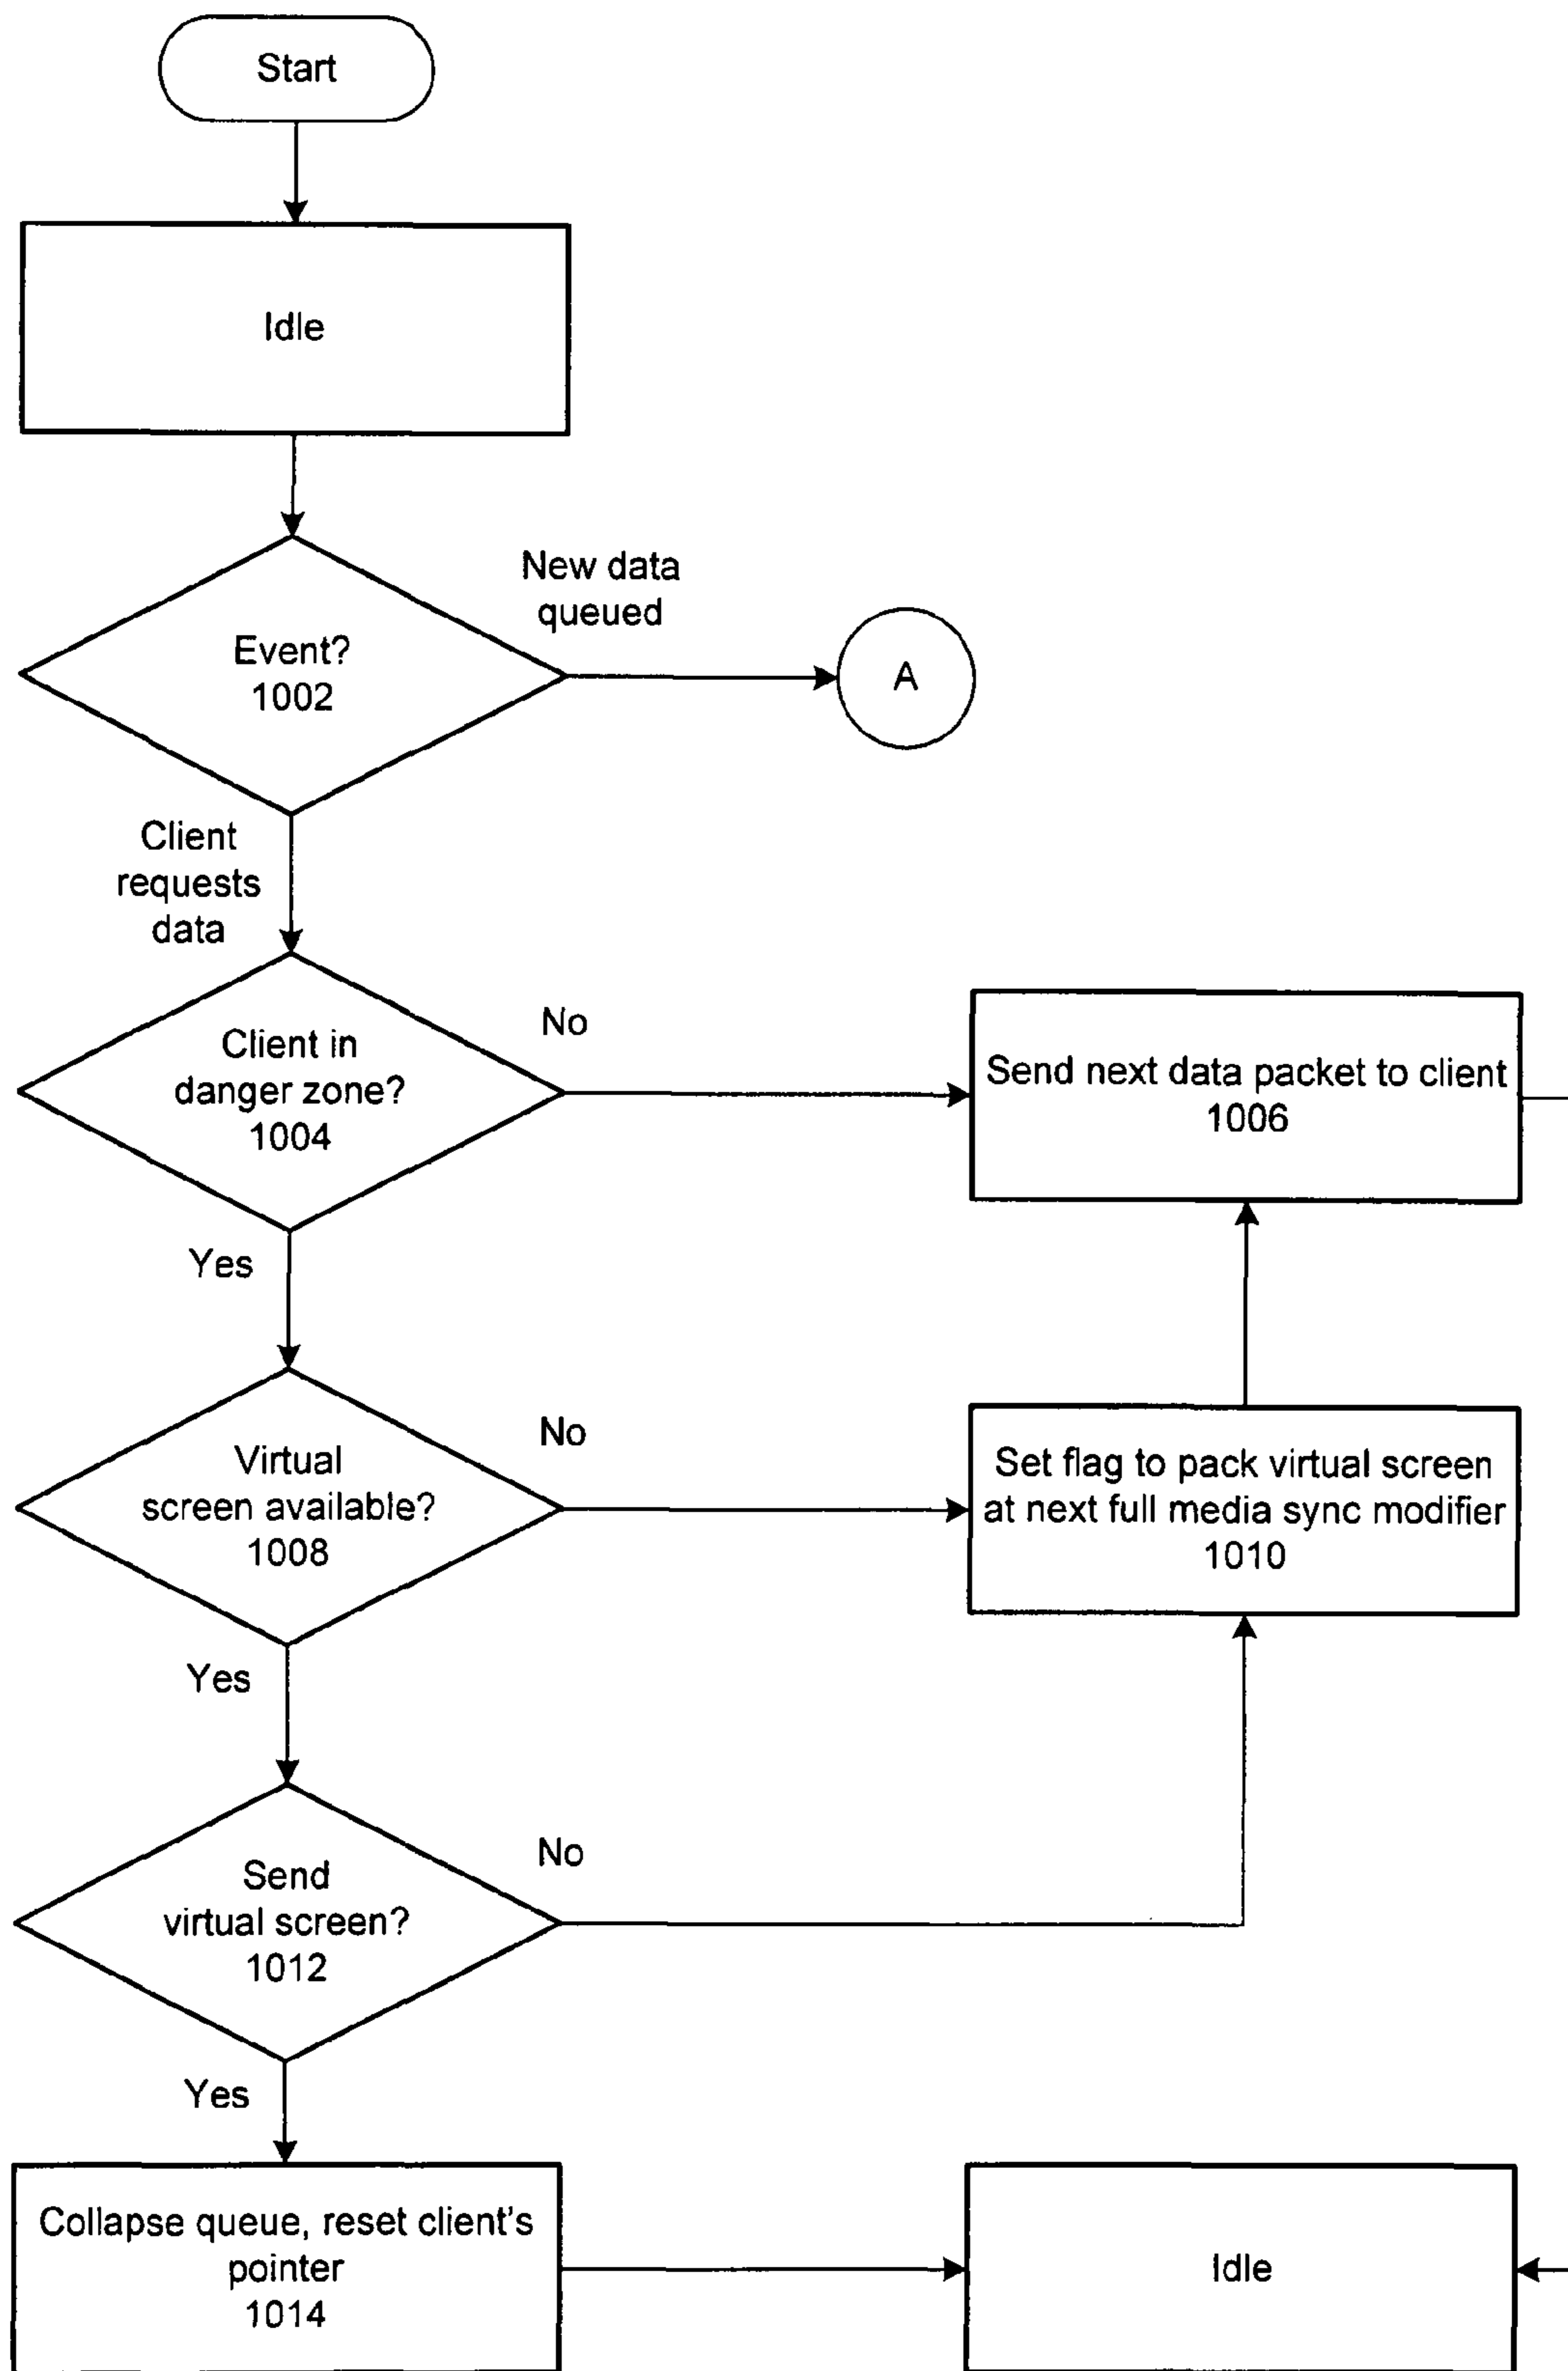 Start
Idle
New data
queued
Event?
1002
A
Client
requests
data
No
Client in
danger zone?
1004
Send next data packet to client
1006
Yes
No
Virtual
screen available?
1008
Set flag to pack virtual screen
at next full media sync modifier
1010
Yes
No
Send
virtual screen?
1012
Yes
Collapse queue, reset client's
pointer
1014
Idle